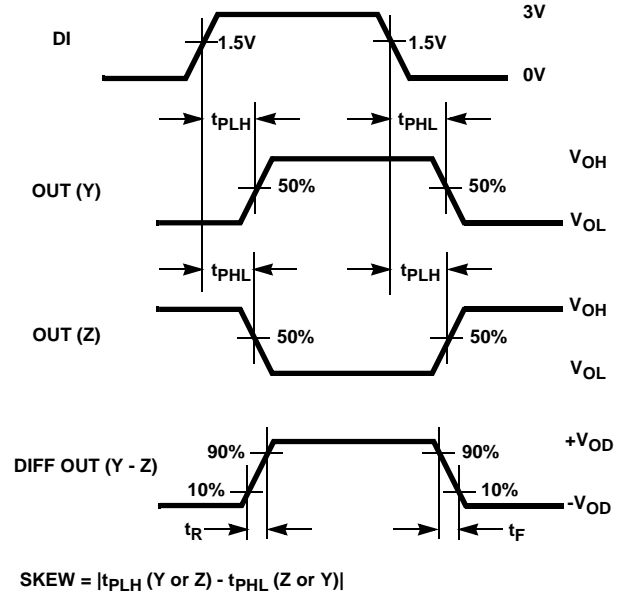 3V
DI
1.5V
1.5V
0V
tPLH
tPHL
VOH
OUT (Y)
50%
50%
VOL
tPHL
tPLH
VOH
OUT (Z)
50%
50%
VOL
+VOD
90%
90%
DIFF OUT (Y - Z)
10%
10%
-VOD
tR
tF
SKEW = |tPLH (Y or Z) - tPHL (Z or Y)|